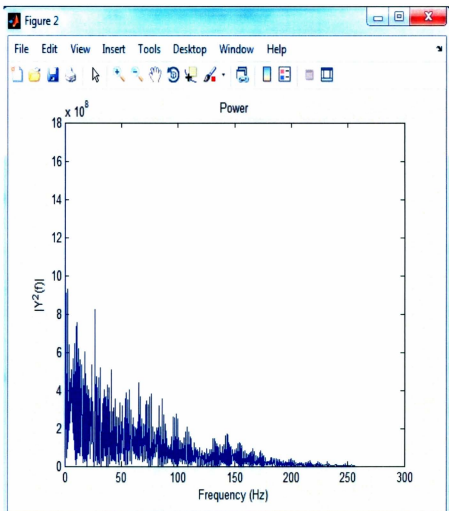 Figure 2
File Edit View Insert Tools Desktop Window Help
Power
x 10^8
18
16
14
12
10
8
6
4
2
0
|Y^2(f)|
0 50 100 150 200 250 300
Frequency (Hz)